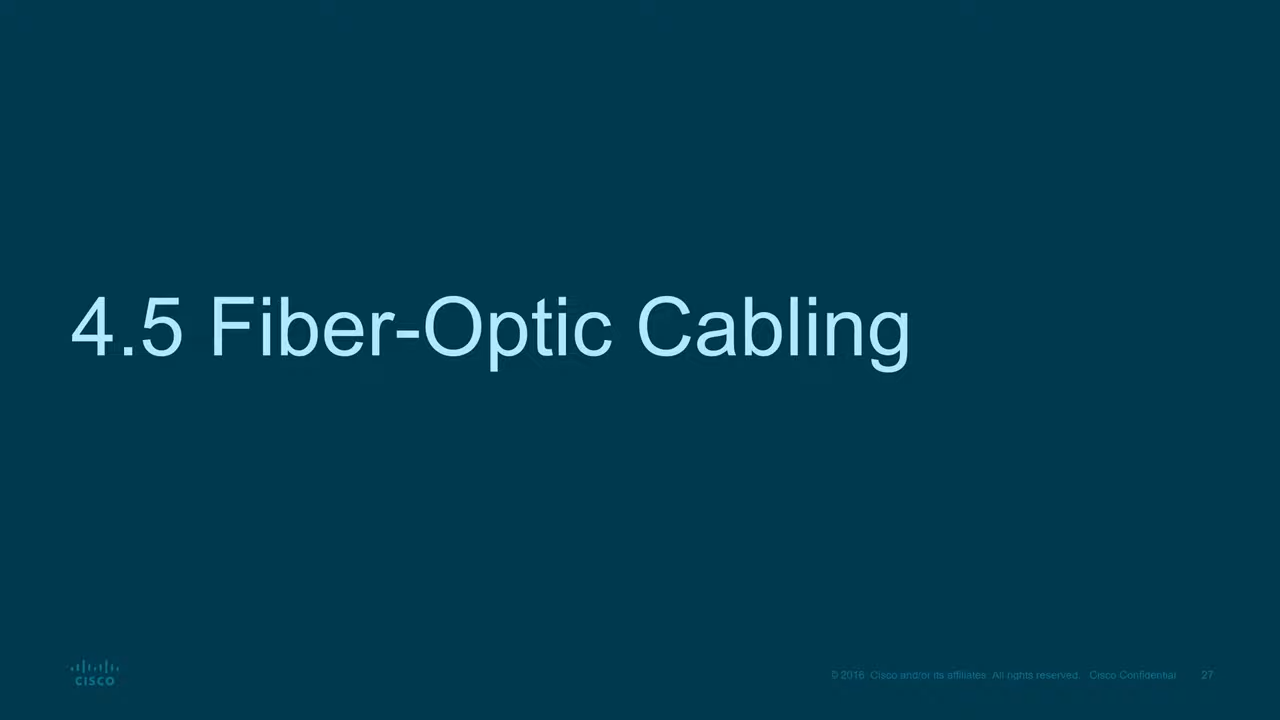 4.5 Fiber-Optic Cabling
CISCO
© 2016 Cisco and/or its affiliates. All rights reserved. Cisco Confidential 27